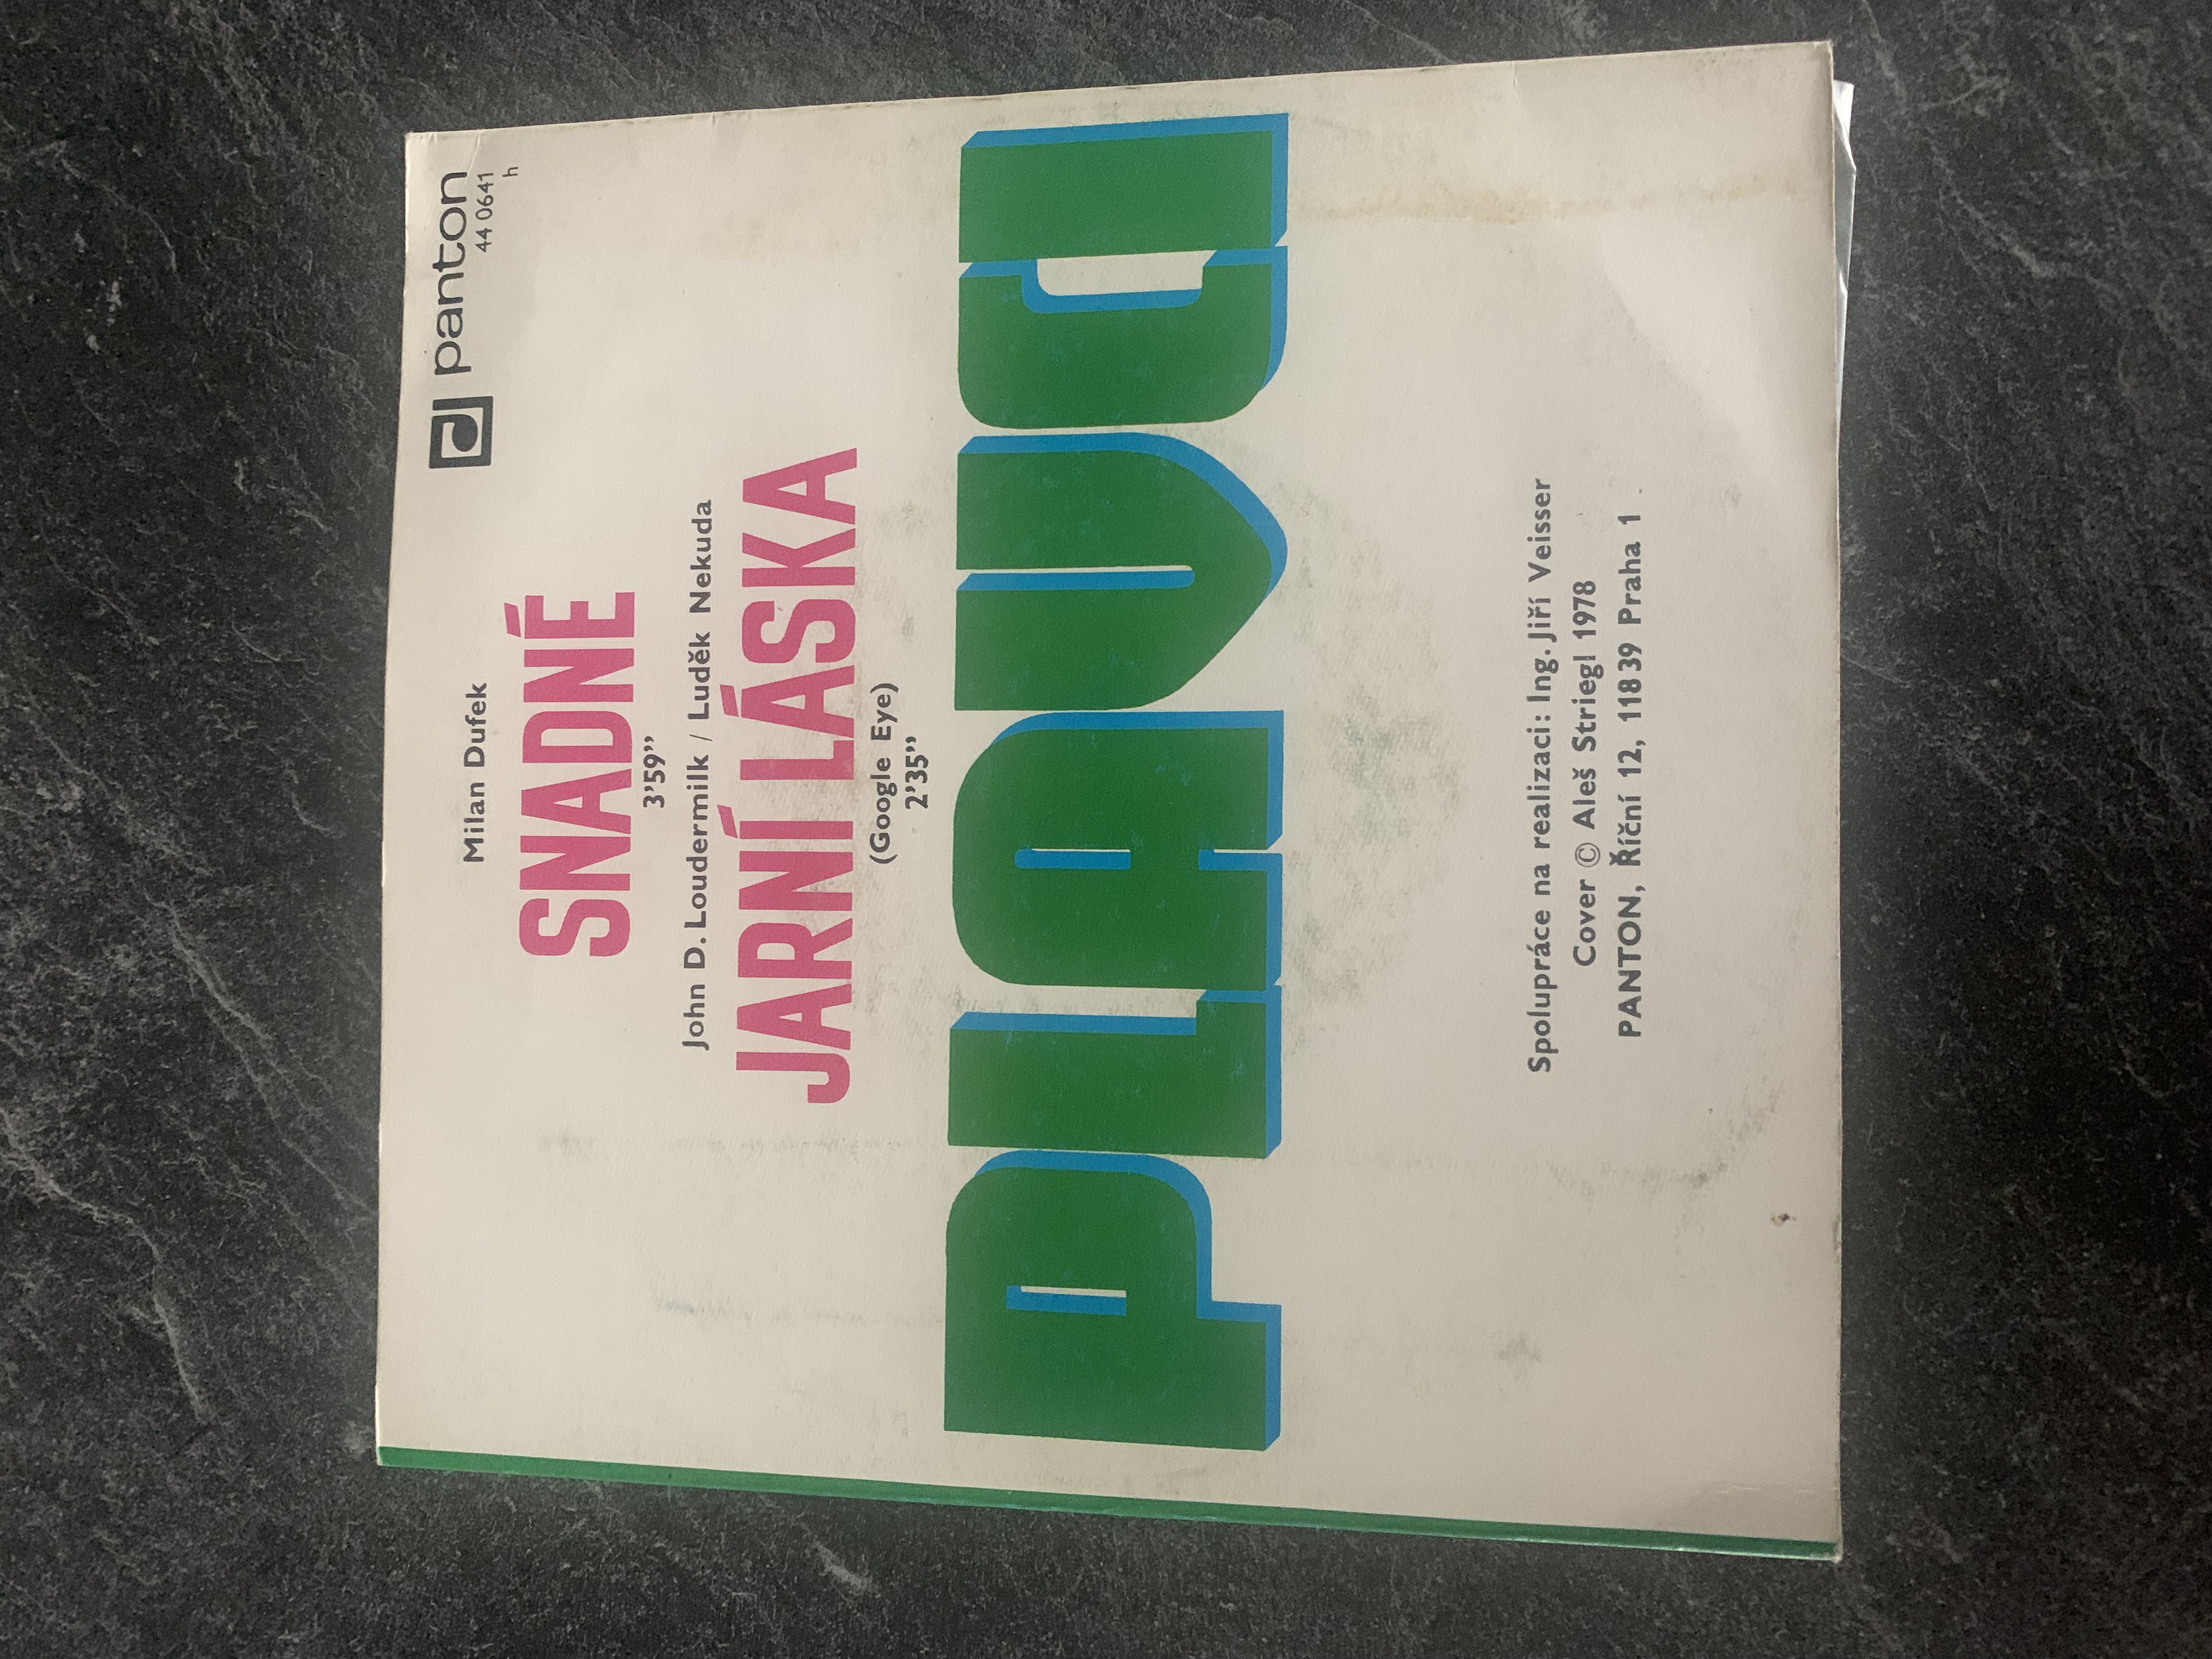 panton
44 0641
h
Milan Dufek
SNADNÉ
3’59”
John D. Loudermilk / Luděk Nekuda
JARNÍ LÁSKA
(Google Eye)
2’35”
PLAVCI
Spolupráce na realizaci: Ing. Jiří Veisser
Cover © Aleš Striegl 1978
PANTON, Říční 12, 118 39 Praha 1